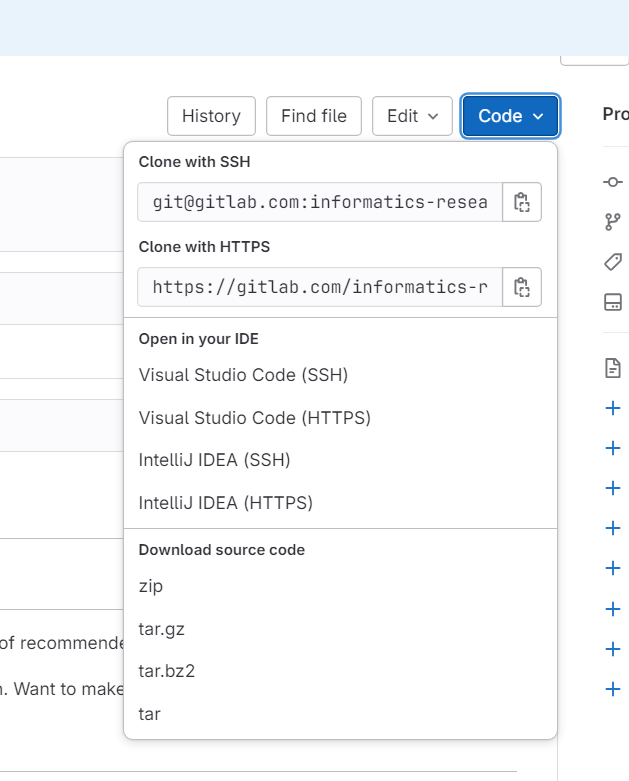 History Find file Edit Code
Pro
Clone with SSH
git@gitlab.com:informatics-resea
Clone with HTTPS
https://gitlab.com/informatics-r
Open in your IDE
Visual Studio Code (SSH)
Visual Studio Code (HTTPS)
IntelliJ IDEA (SSH)
IntelliJ IDEA (HTTPS)
Download source code
zip
tar.gz
of recommende
tar.bz2
. Want to make
tar